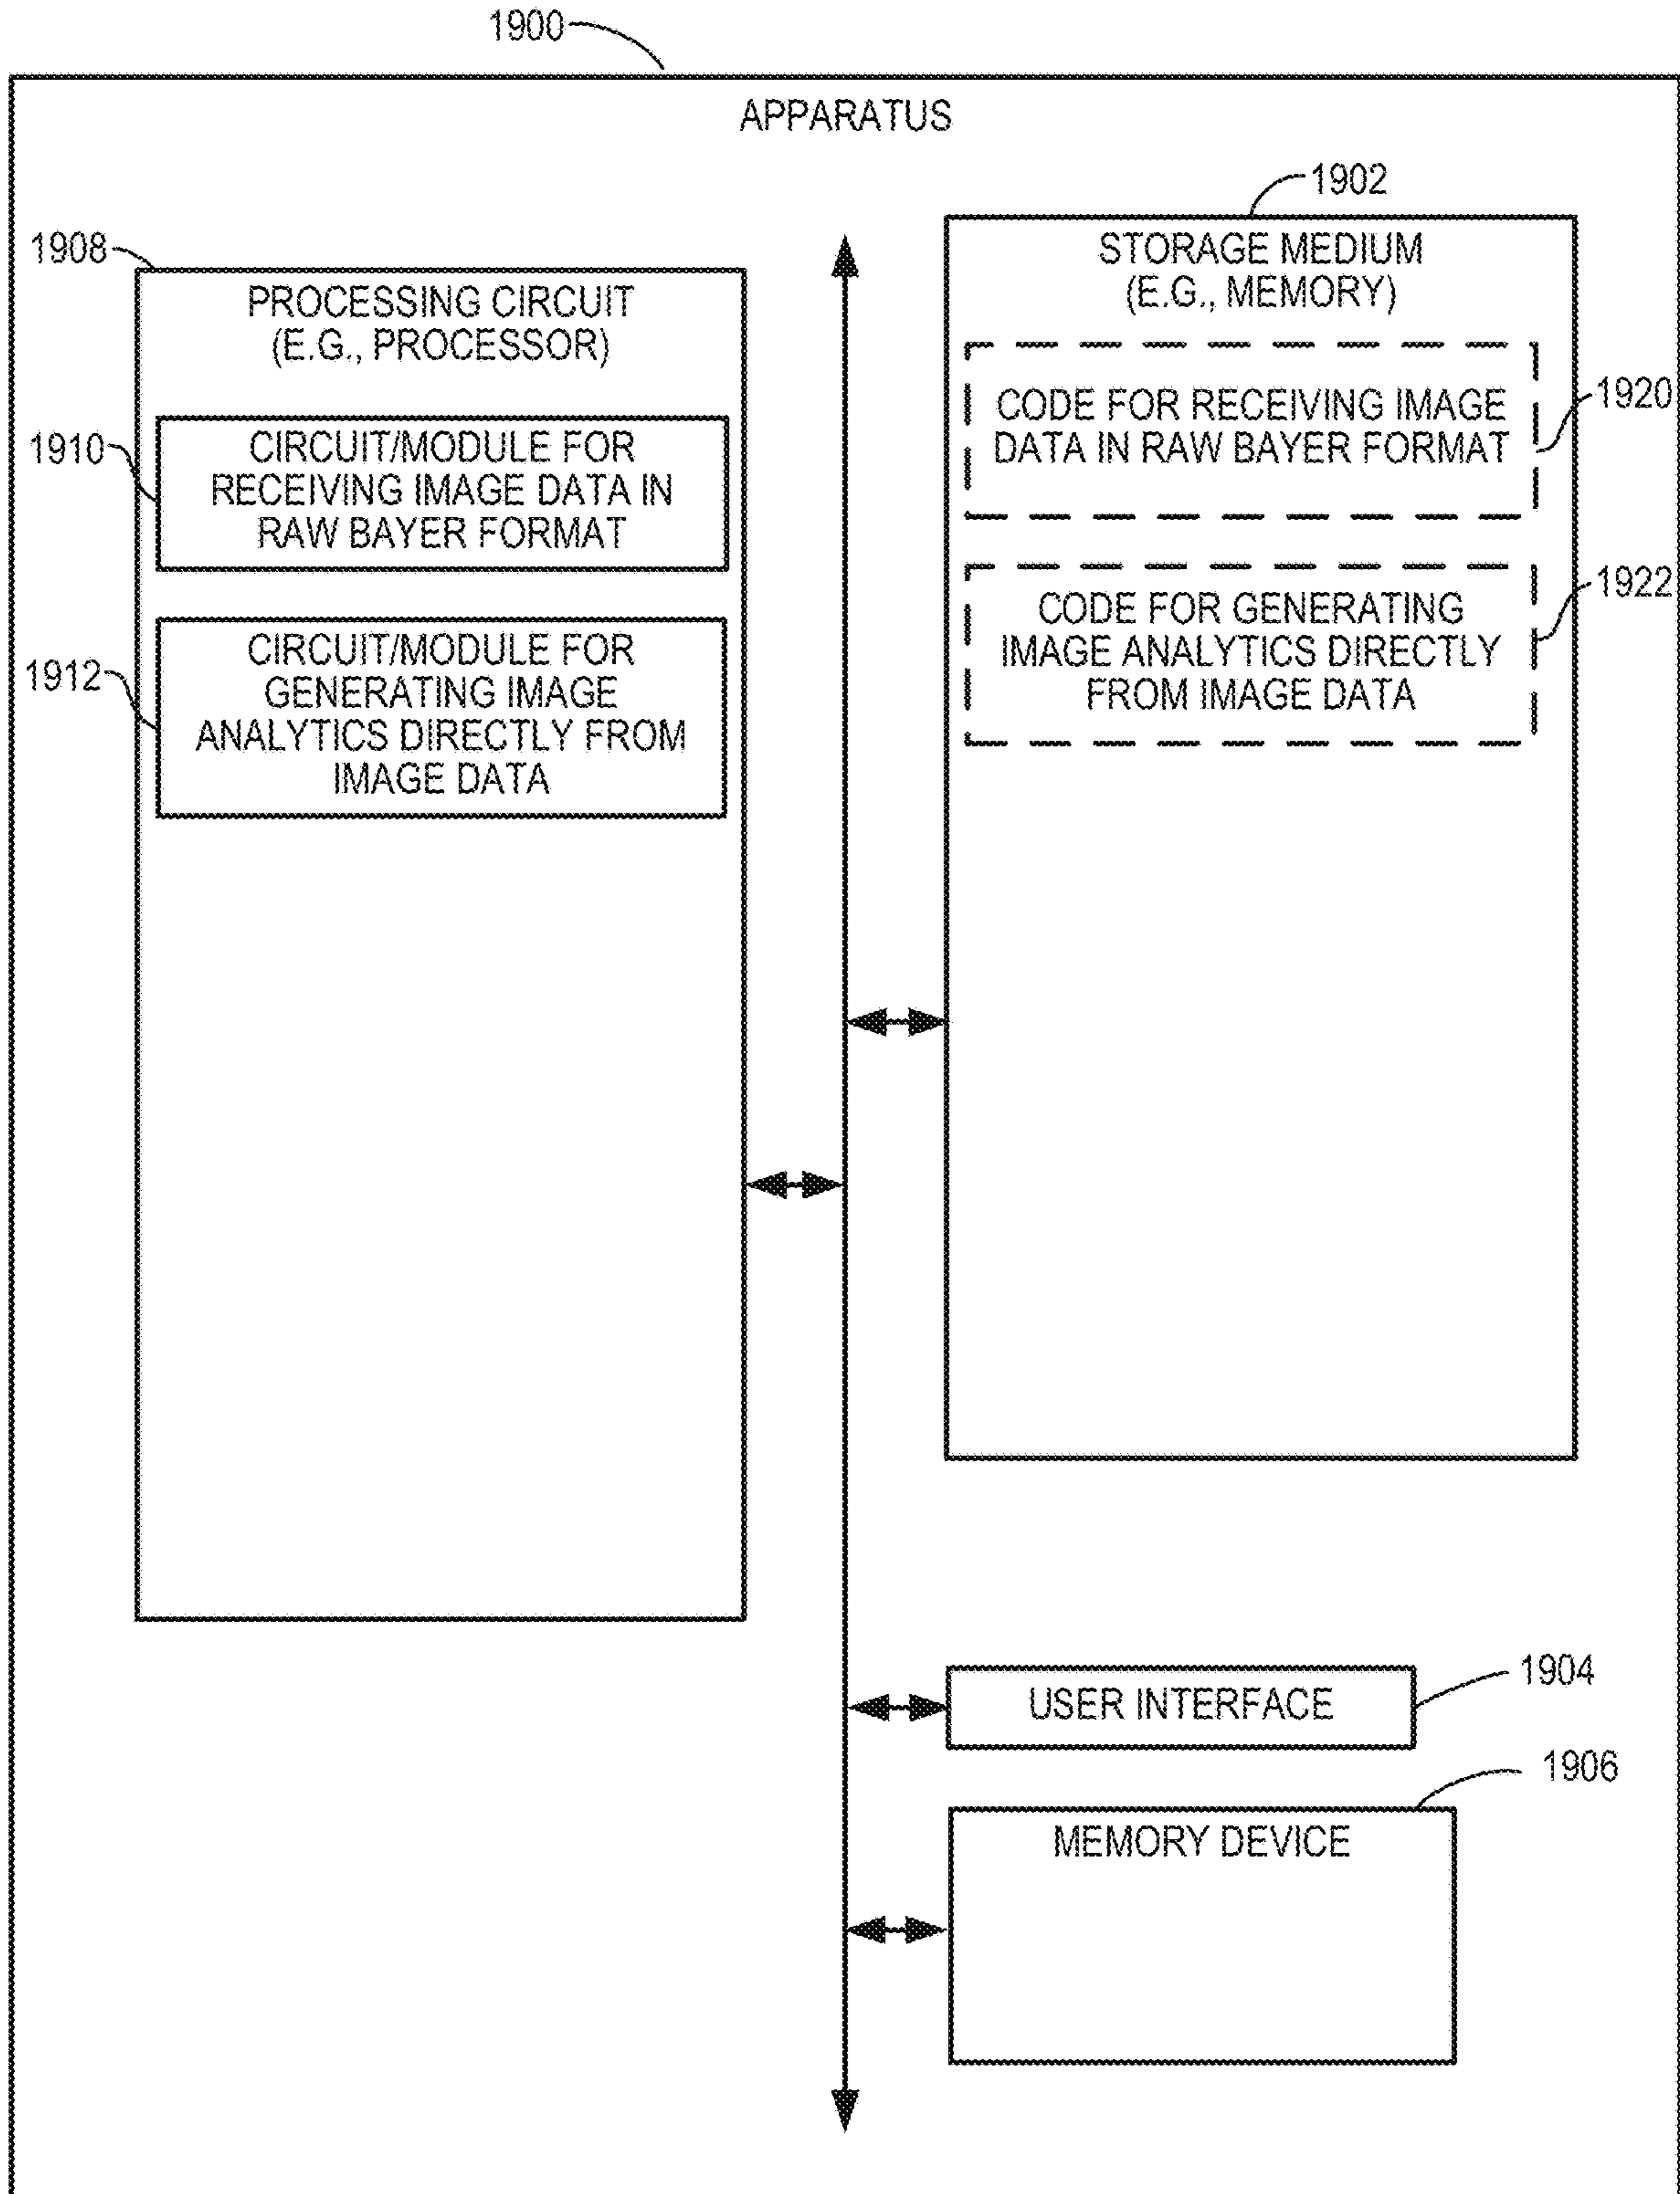 1900
APPARATUS
1908
PROCESSING CIRCUIT
(E.G., PROCESSOR)
1910
CIRCUIT/MODULE FOR
RECEIVING IMAGE DATA IN
RAW BAYER FORMAT
1912
CIRCUIT/MODULE FOR
GENERATING IMAGE
ANALYTICS DIRECTLY FROM
IMAGE DATA
1902
STORAGE MEDIUM
(E.G., MEMORY)
CODE FOR RECEIVING IMAGE
DATA IN RAW BAYER FORMAT
1920
CODE FOR GENERATING
IMAGE ANALYTICS DIRECTLY
FROM IMAGE DATA
1922
USER INTERFACE
1904
MEMORY DEVICE
1906